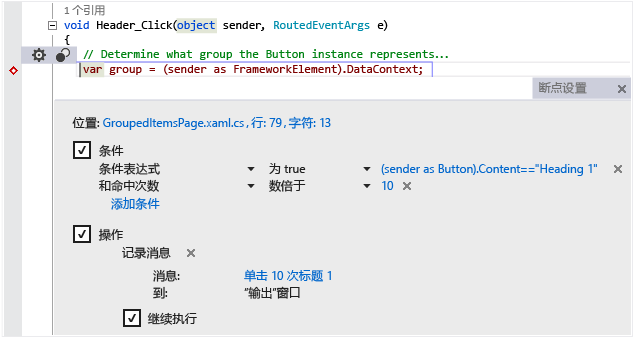 1 个引用
void Header_Click(object sender, RoutedEventArgs e)
{
// Determine what group the Button instance represents...
var group = (sender as FrameworkElement).DataContext;
断点设置
位置: GroupedItemsPage.xaml.cs , 行: 79 , 字符: 13
条件
条件表达式 为 true (sender as Button).Content=="Heading 1"
和命中次数 数倍于 10
添加条件
操作
记录消息
消息: 单击 10 次标题 1
到: "输出"窗口
继续执行